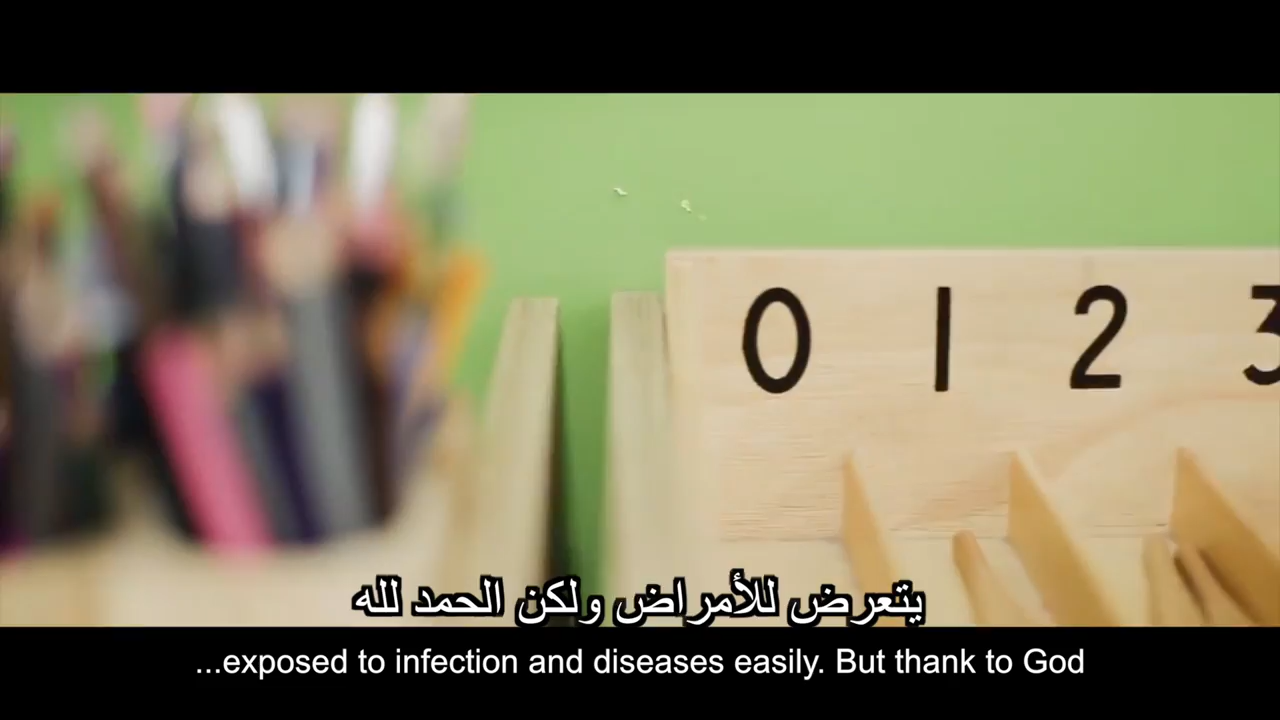 0 1 2 3
يتعرض للأمراض ولكن الحمد لله
...exposed to infection and diseases easily. But thank to God